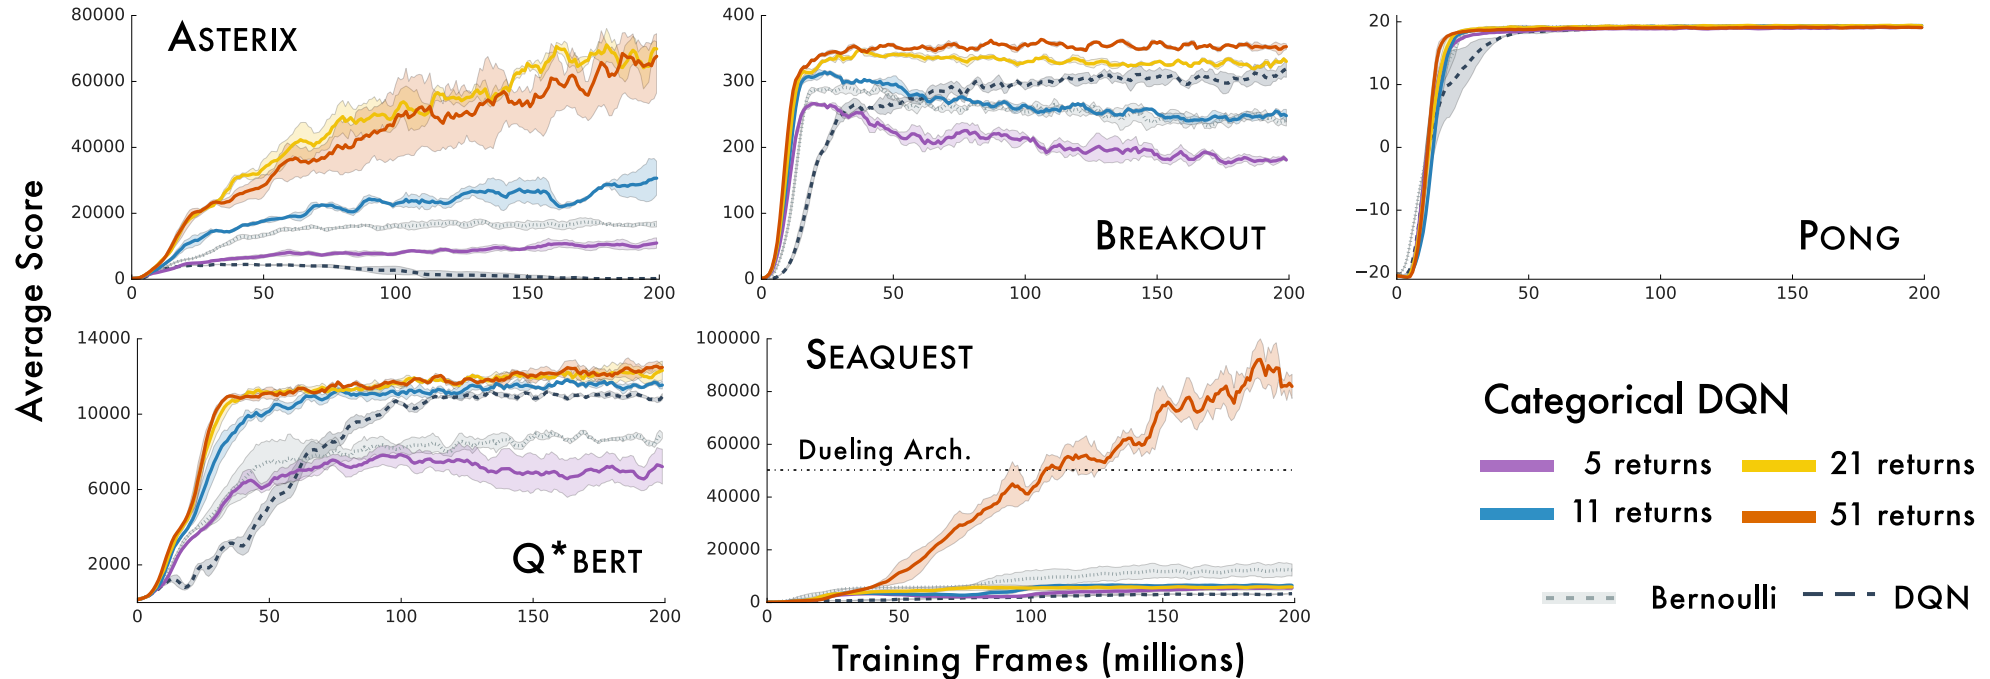 Average Score
ASTERIX
80000
60000
40000
20000
0
0 50 100 150 200
BREAKOUT
400
300
200
100
0
0 50 100 150 200
PONG
20
10
0
−10
−20
0 50 100 150 200
Q*BERT
14000
10000
6000
2000
0 50 100 150 200
SEAQUEST
100000
80000
60000
Dueling Arch.
40000
20000
0
0 50 100 150 200
Training Frames (millions)
Categorical DQN
5 returns 21 returns
11 returns 51 returns
Bernoulli DQN